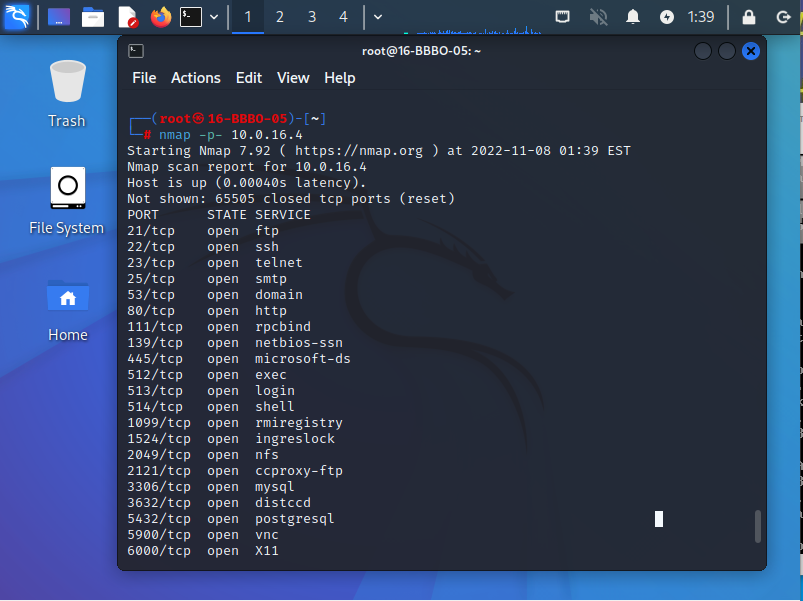 1 2 3 4 1:39
root@16-BBBO-05: ~
File Actions Edit View Help
Trash
File System
Home
┌──(root㉿16-BBBO-05)-[~]
└─# nmap -p- 10.0.16.4
Starting Nmap 7.92 ( https://nmap.org ) at 2022-11-08 01:39 EST
Nmap scan report for 10.0.16.4
Host is up (0.00040s latency).
Not shown: 65505 closed tcp ports (reset)
PORT STATE SERVICE
21/tcp open ftp
22/tcp open ssh
23/tcp open telnet
25/tcp open smtp
53/tcp open domain
80/tcp open http
111/tcp open rpcbind
139/tcp open netbios-ssn
445/tcp open microsoft-ds
512/tcp open exec
513/tcp open login
514/tcp open shell
1099/tcp open rmiregistry
1524/tcp open ingreslock
2049/tcp open nfs
2121/tcp open ccproxy-ftp
3306/tcp open mysql
3632/tcp open distccd
5432/tcp open postgresql
5900/tcp open vnc
6000/tcp open X11